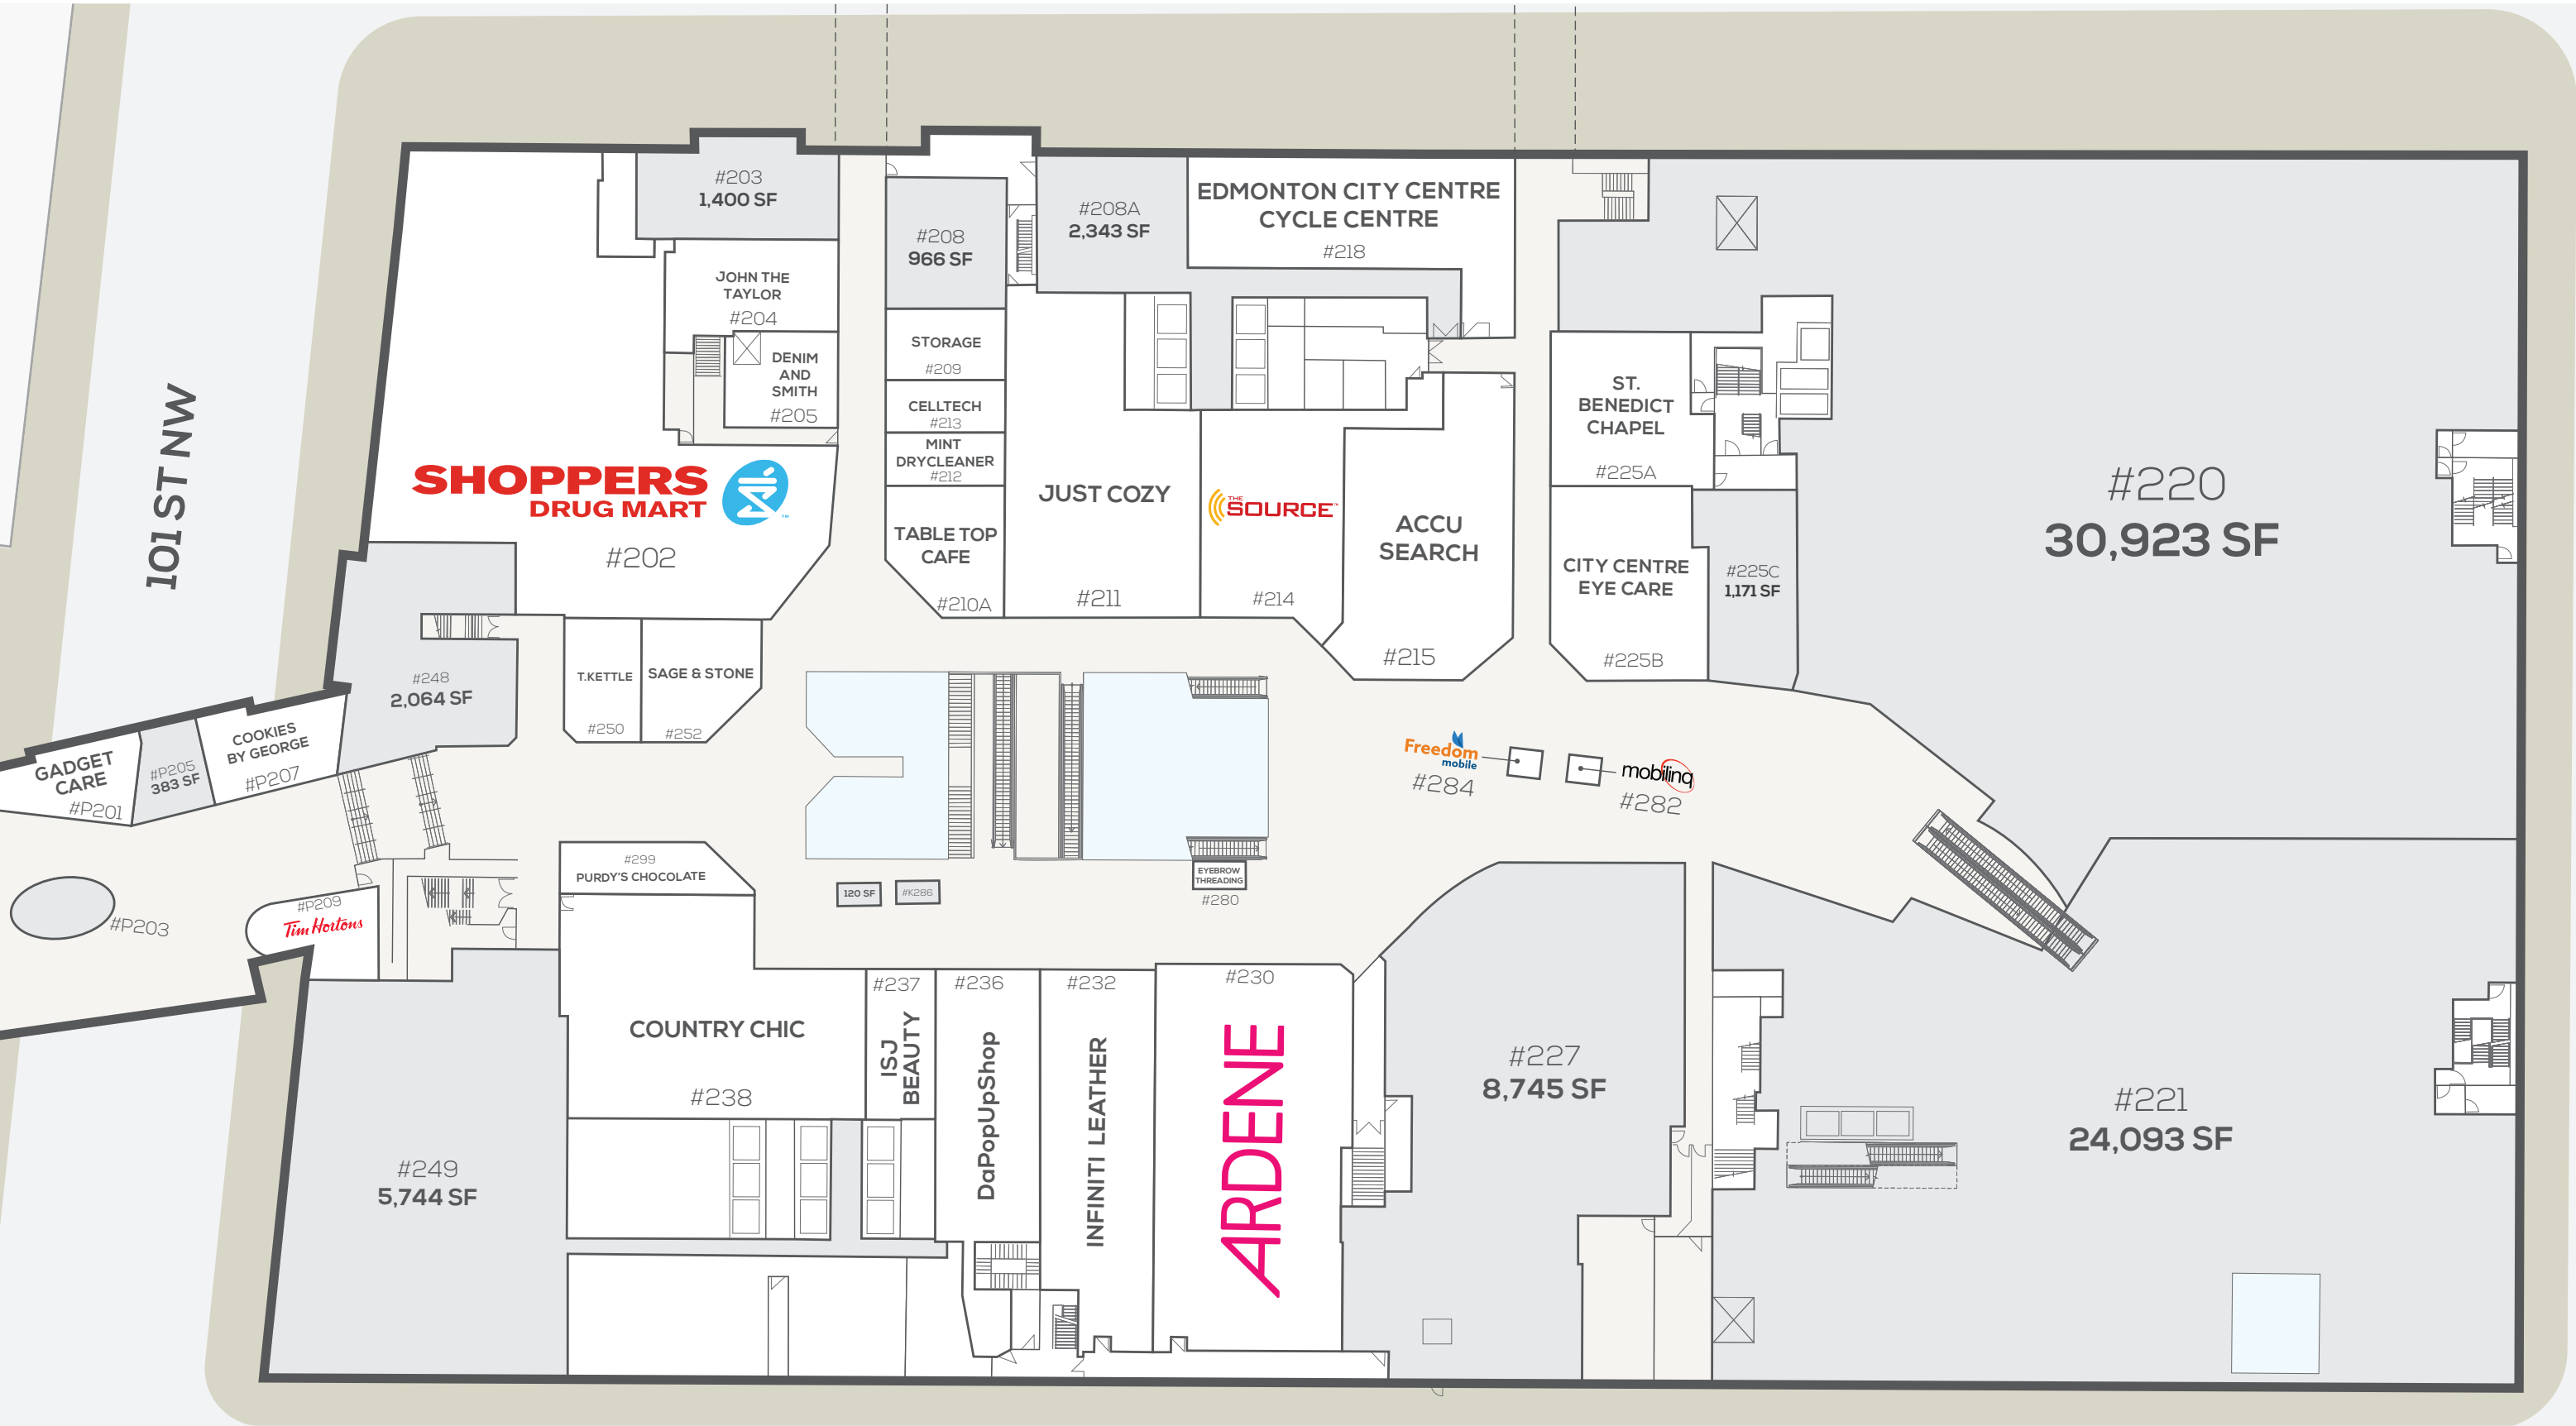 101 ST NW
#203
1,400 SF
JOHN THE
TAYLOR
#204
DENIM
AND
SMITH
#205
SHOPPERS
DRUG MART
™
#202
#208
966 SF
STORAGE
#209
CELLTECH
#213
MINT
DRYCLEANER
#212
TABLE TOP
CAFE
#210A
#208A
2,343 SF
EDMONTON CITY CENTRE
CYCLE CENTRE
#218
JUST COZY
#211
THE
SOURCE™
#214
ACCU
SEARCH
#215
ST.
BENEDICT
CHAPEL
#225A
CITY CENTRE
EYE CARE
#225B
#225C
1,171 SF
#220
30,923 SF
#248
2,064 SF
T.KETTLE
#250
SAGE & STONE
#252
GADGET
CARE
#P201
#P205
383 SF
COOKIES
BY GEORGE
#P207
#P203
#P209
Tim Hortons
Freedom
mobile
#284
mobilinq
#282
#299
PURDY'S CHOCOLATE
120 SF
#K286
EYEBROW
THREADING
#280
#249
5,744 SF
COUNTRY CHIC
#238
#237
ISJ
BEAUTY
#236
DaPopUpShop
#232
INFINITI LEATHER
#230
ARDENE
#227
8,745 SF
#221
24,093 SF